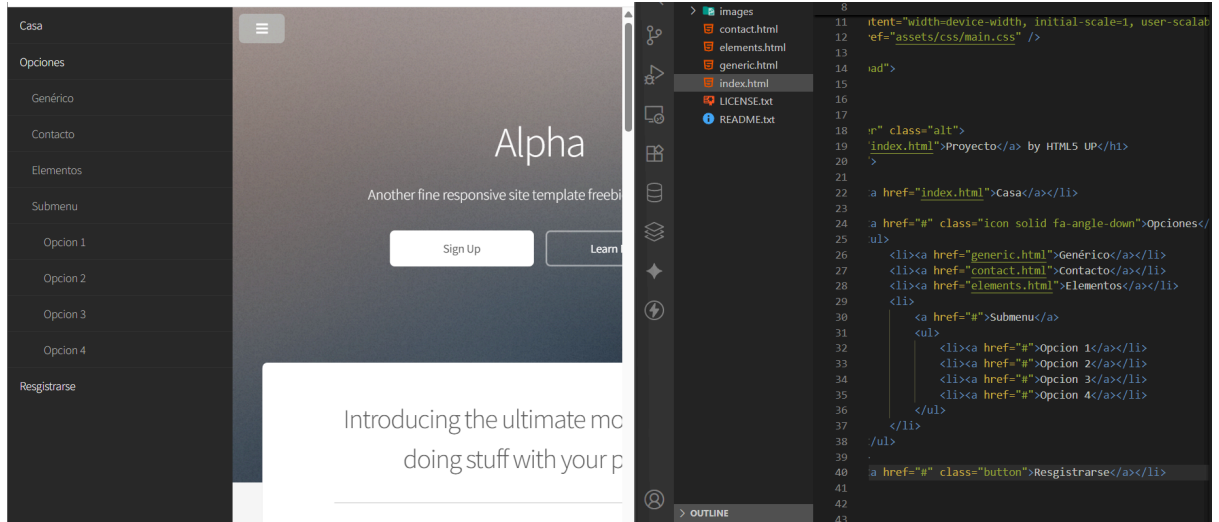 Casa
Opciones
Genérico
Contacto
Elementos
Submenu
Opcion 1
Opcion 2
Opcion 3
Opcion 4
Resgistrarse
Alpha
Another fine responsive site template freebi
Sign Up
Learn
Introducing the ultimate mo
doing stuff with your p
images
contact.html
elements.html
generic.html
index.html
LICENSE.txt
README.txt
OUTLINE
8
11 itent="width=device-width, initial-scale=1, user-scalab
12 ref="assets/css/main.css" />
13
14 oad">
15
16
17
18 er" class="alt">
19 "index.html">Proyecto</a> by HTML5 UP</h1>
20 ">
21
22 a href="index.html">Casa</a></li>
23
24 a href="#" class="icon solid fa-angle-down">Opciones</
25 <ul>
26 <li><a href="generic.html">Genérico</a></li>
27 <li><a href="contact.html">Contacto</a></li>
28 <li><a href="elements.html">Elementos</a></li>
29 <li>
30 <a href="#">Submenu</a>
31 <ul>
32 <li><a href="#">Opcion 1</a></li>
33 <li><a href="#">Opcion 2</a></li>
34 <li><a href="#">Opcion 3</a></li>
35 <li><a href="#">Opcion 4</a></li>
36 </ul>
37 </li>
38 /ul>
39
40 a href="#" class="button">Resgistrarse</a></li>
41
42
43